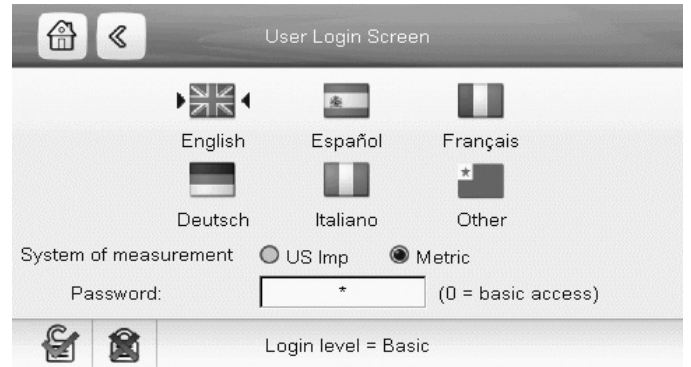 User Login Screen
English Español Français
Deutsch Italiano Other
System of measurement US Imp Metric
Password: * (0 = basic access)
Login level = Basic